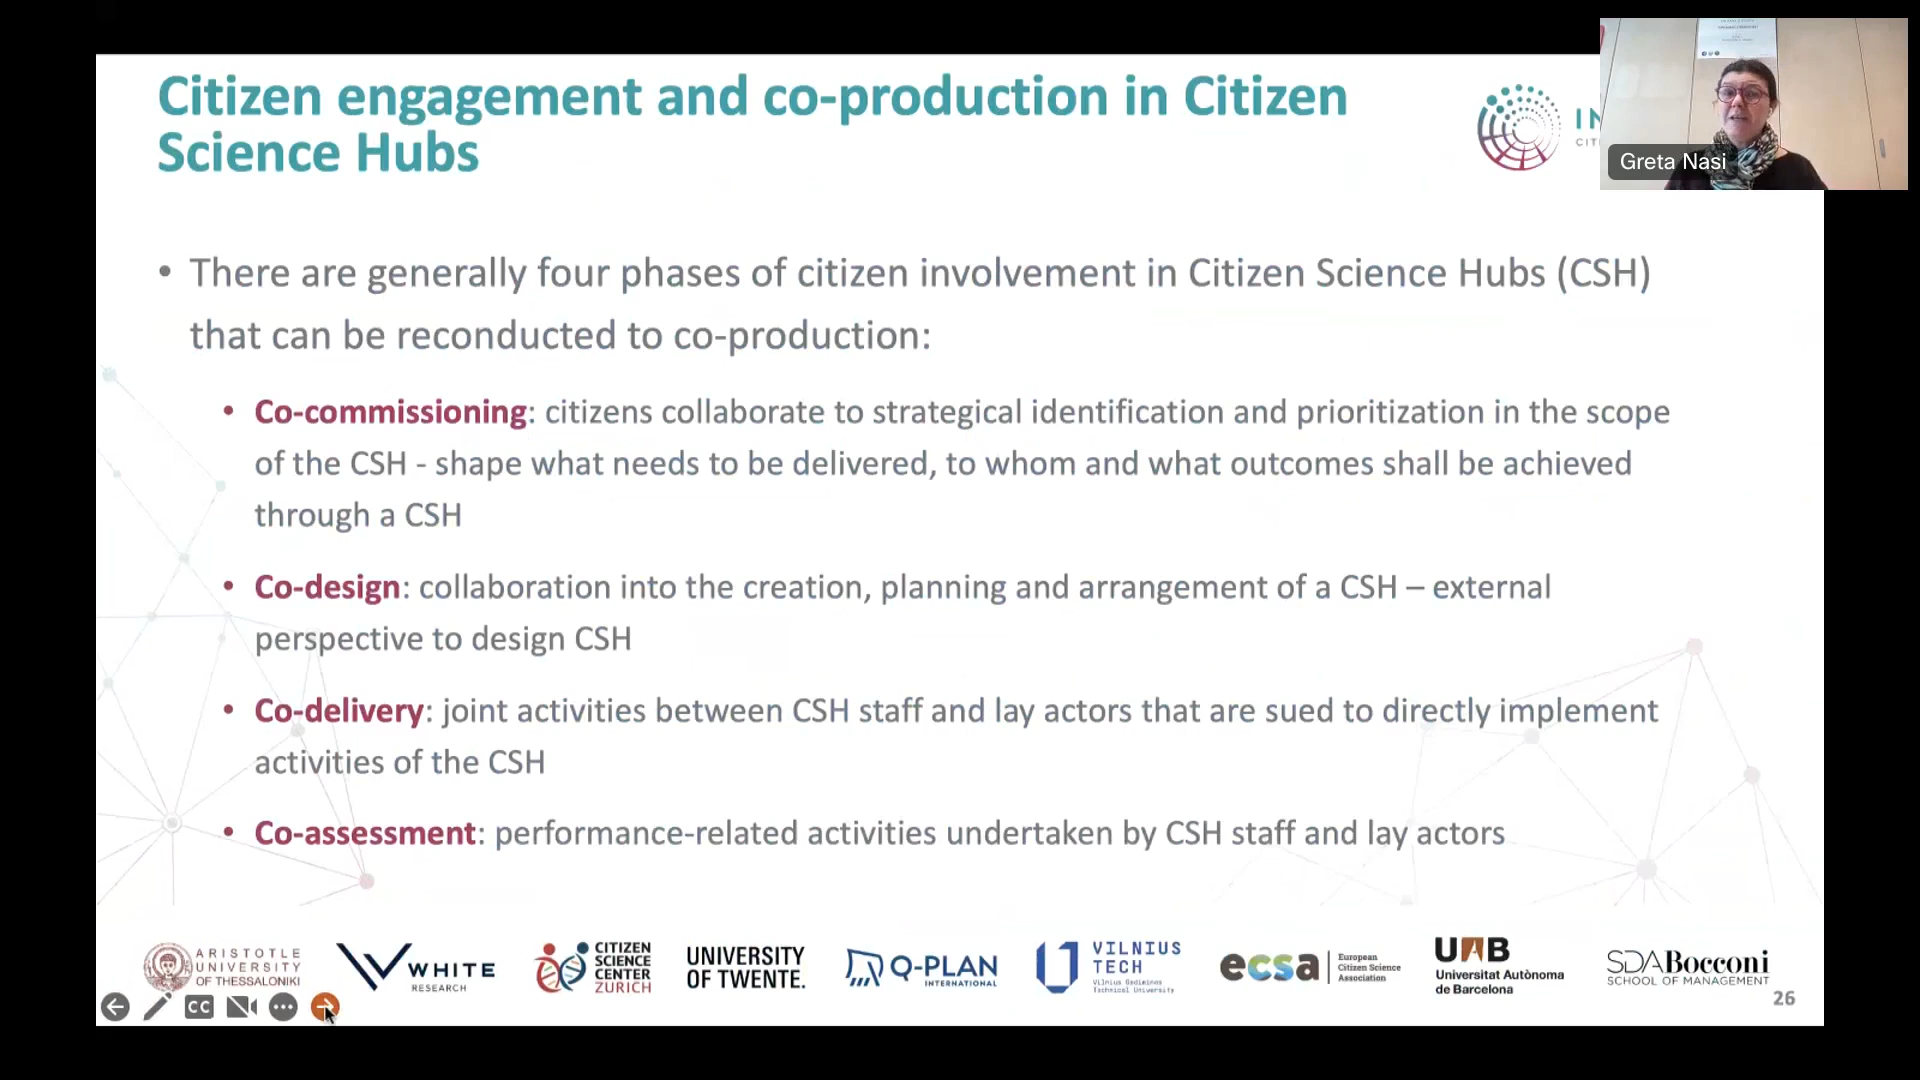 Citizen engagement and co-production in Citizen
Science Hubs
Greta Nasi
• There are generally four phases of citizen involvement in Citizen Science Hubs (CSH)
that can be reconducted to co-production:
• Co-commissioning: citizens collaborate to strategical identification and prioritization in the scope
of the CSH - shape what needs to be delivered, to whom and what outcomes shall be achieved
through a CSH
• Co-design: collaboration into the creation, planning and arrangement of a CSH – external
perspective to design CSH
• Co-delivery: joint activities between CSH staff and lay actors that are sued to directly implement
activities of the CSH
• Co-assessment: performance-related activities undertaken by CSH staff and lay actors
ARISTOTLE
UNIVERSITY
OF THESSALONIKI
WHITE
RESEARCH
CITIZEN
SCIENCE
CENTER
ZURICH
UNIVERSITY
OF TWENTE.
Q-PLAN
INTERNATIONAL
VILNIUS
TECH
Vilnius Gediminas
Technical University
ecsa
European
Citizen Science
Association
UAB
Universitat Autònoma
de Barcelona
SDA Bocconi
SCHOOL OF MANAGEMENT
26
CC